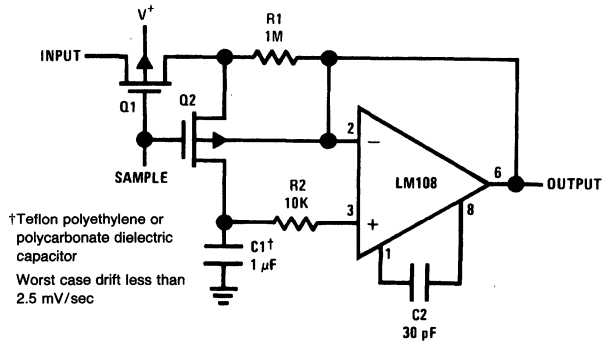 V+
R1
1M
INPUT
Q1
Q2
SAMPLE
2
−
LM108
6
OUTPUT
8
R2
10K
3
+
1
†Teflon polyethylene or
polycarbonate dielectric
capacitor
Worst case drift less than
2.5 mV/sec
C1†
1 μF
C2
30 pF